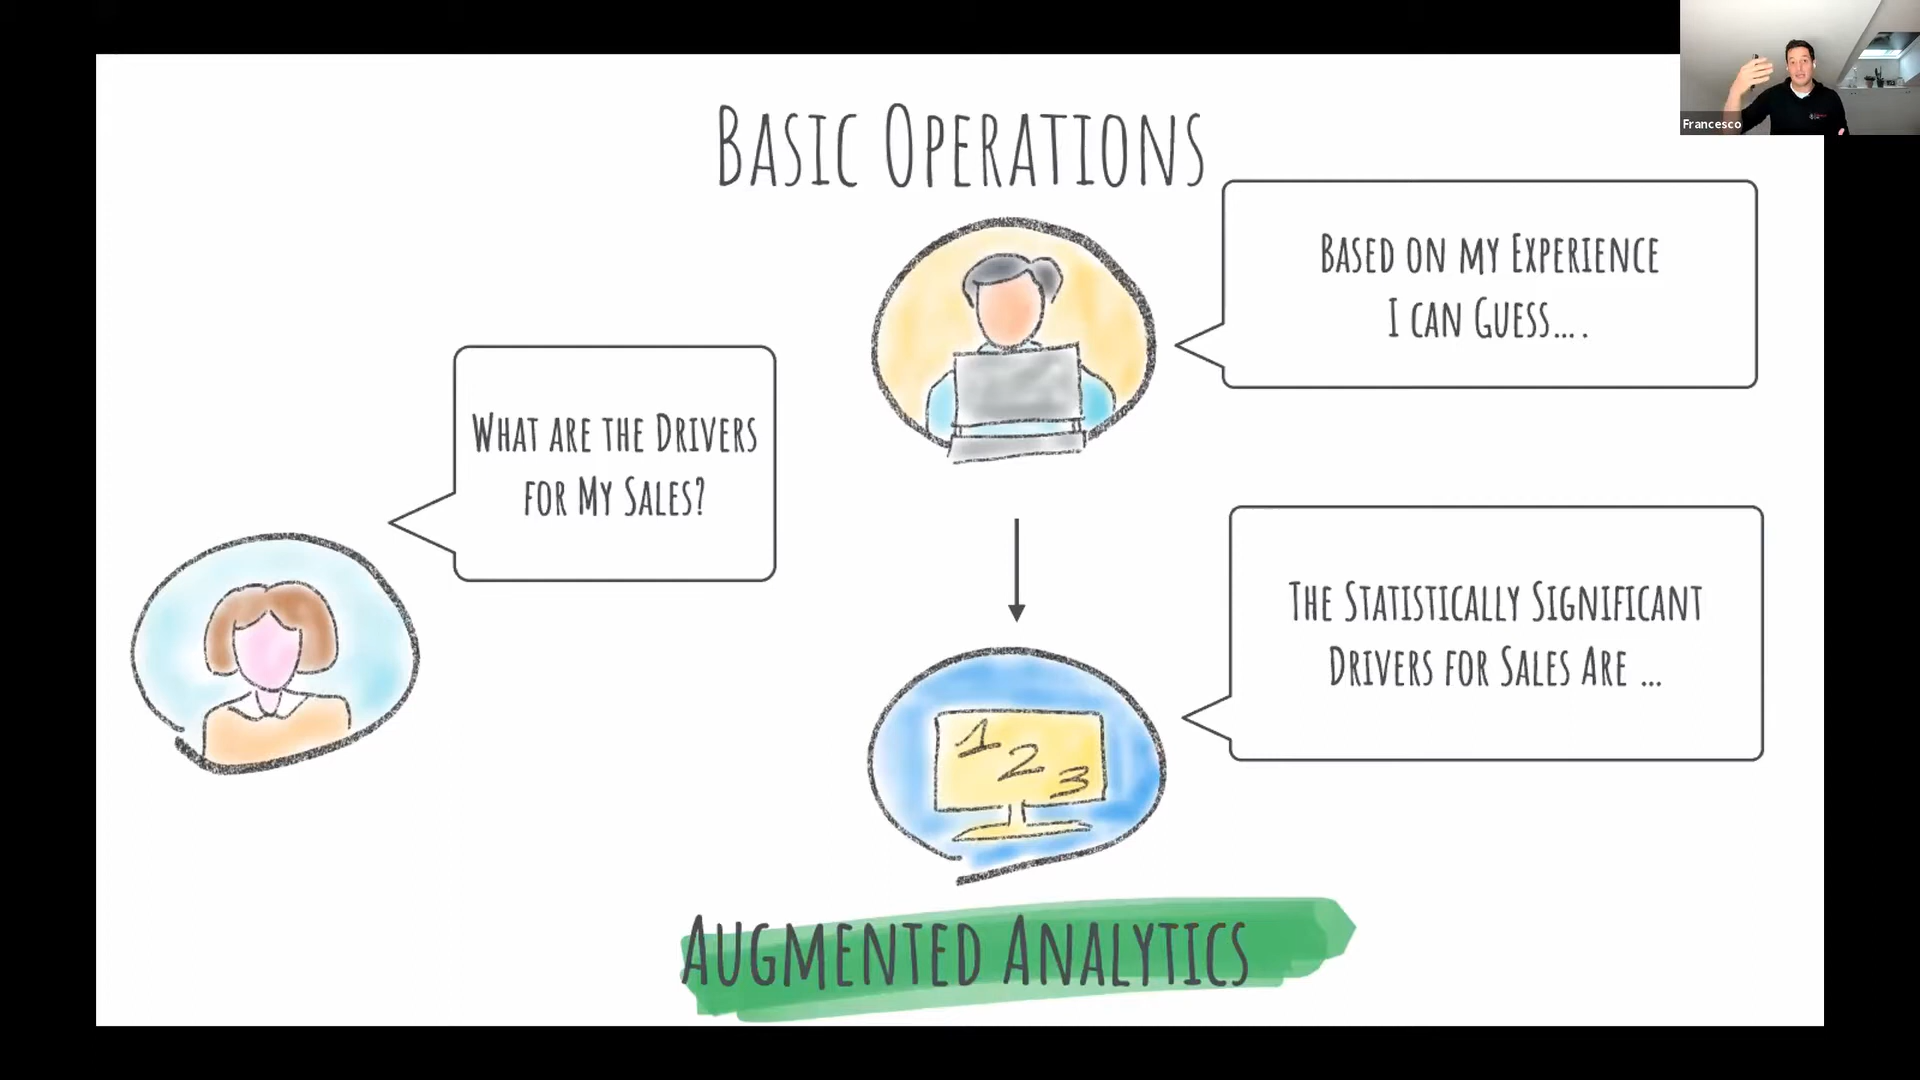 Basic Operations
Francesco
Based on my Experience
I can Guess....
What are the Drivers
for My Sales?
The Statistically Significant
Drivers for Sales Are ...
1
2
3
Augmented Analytics